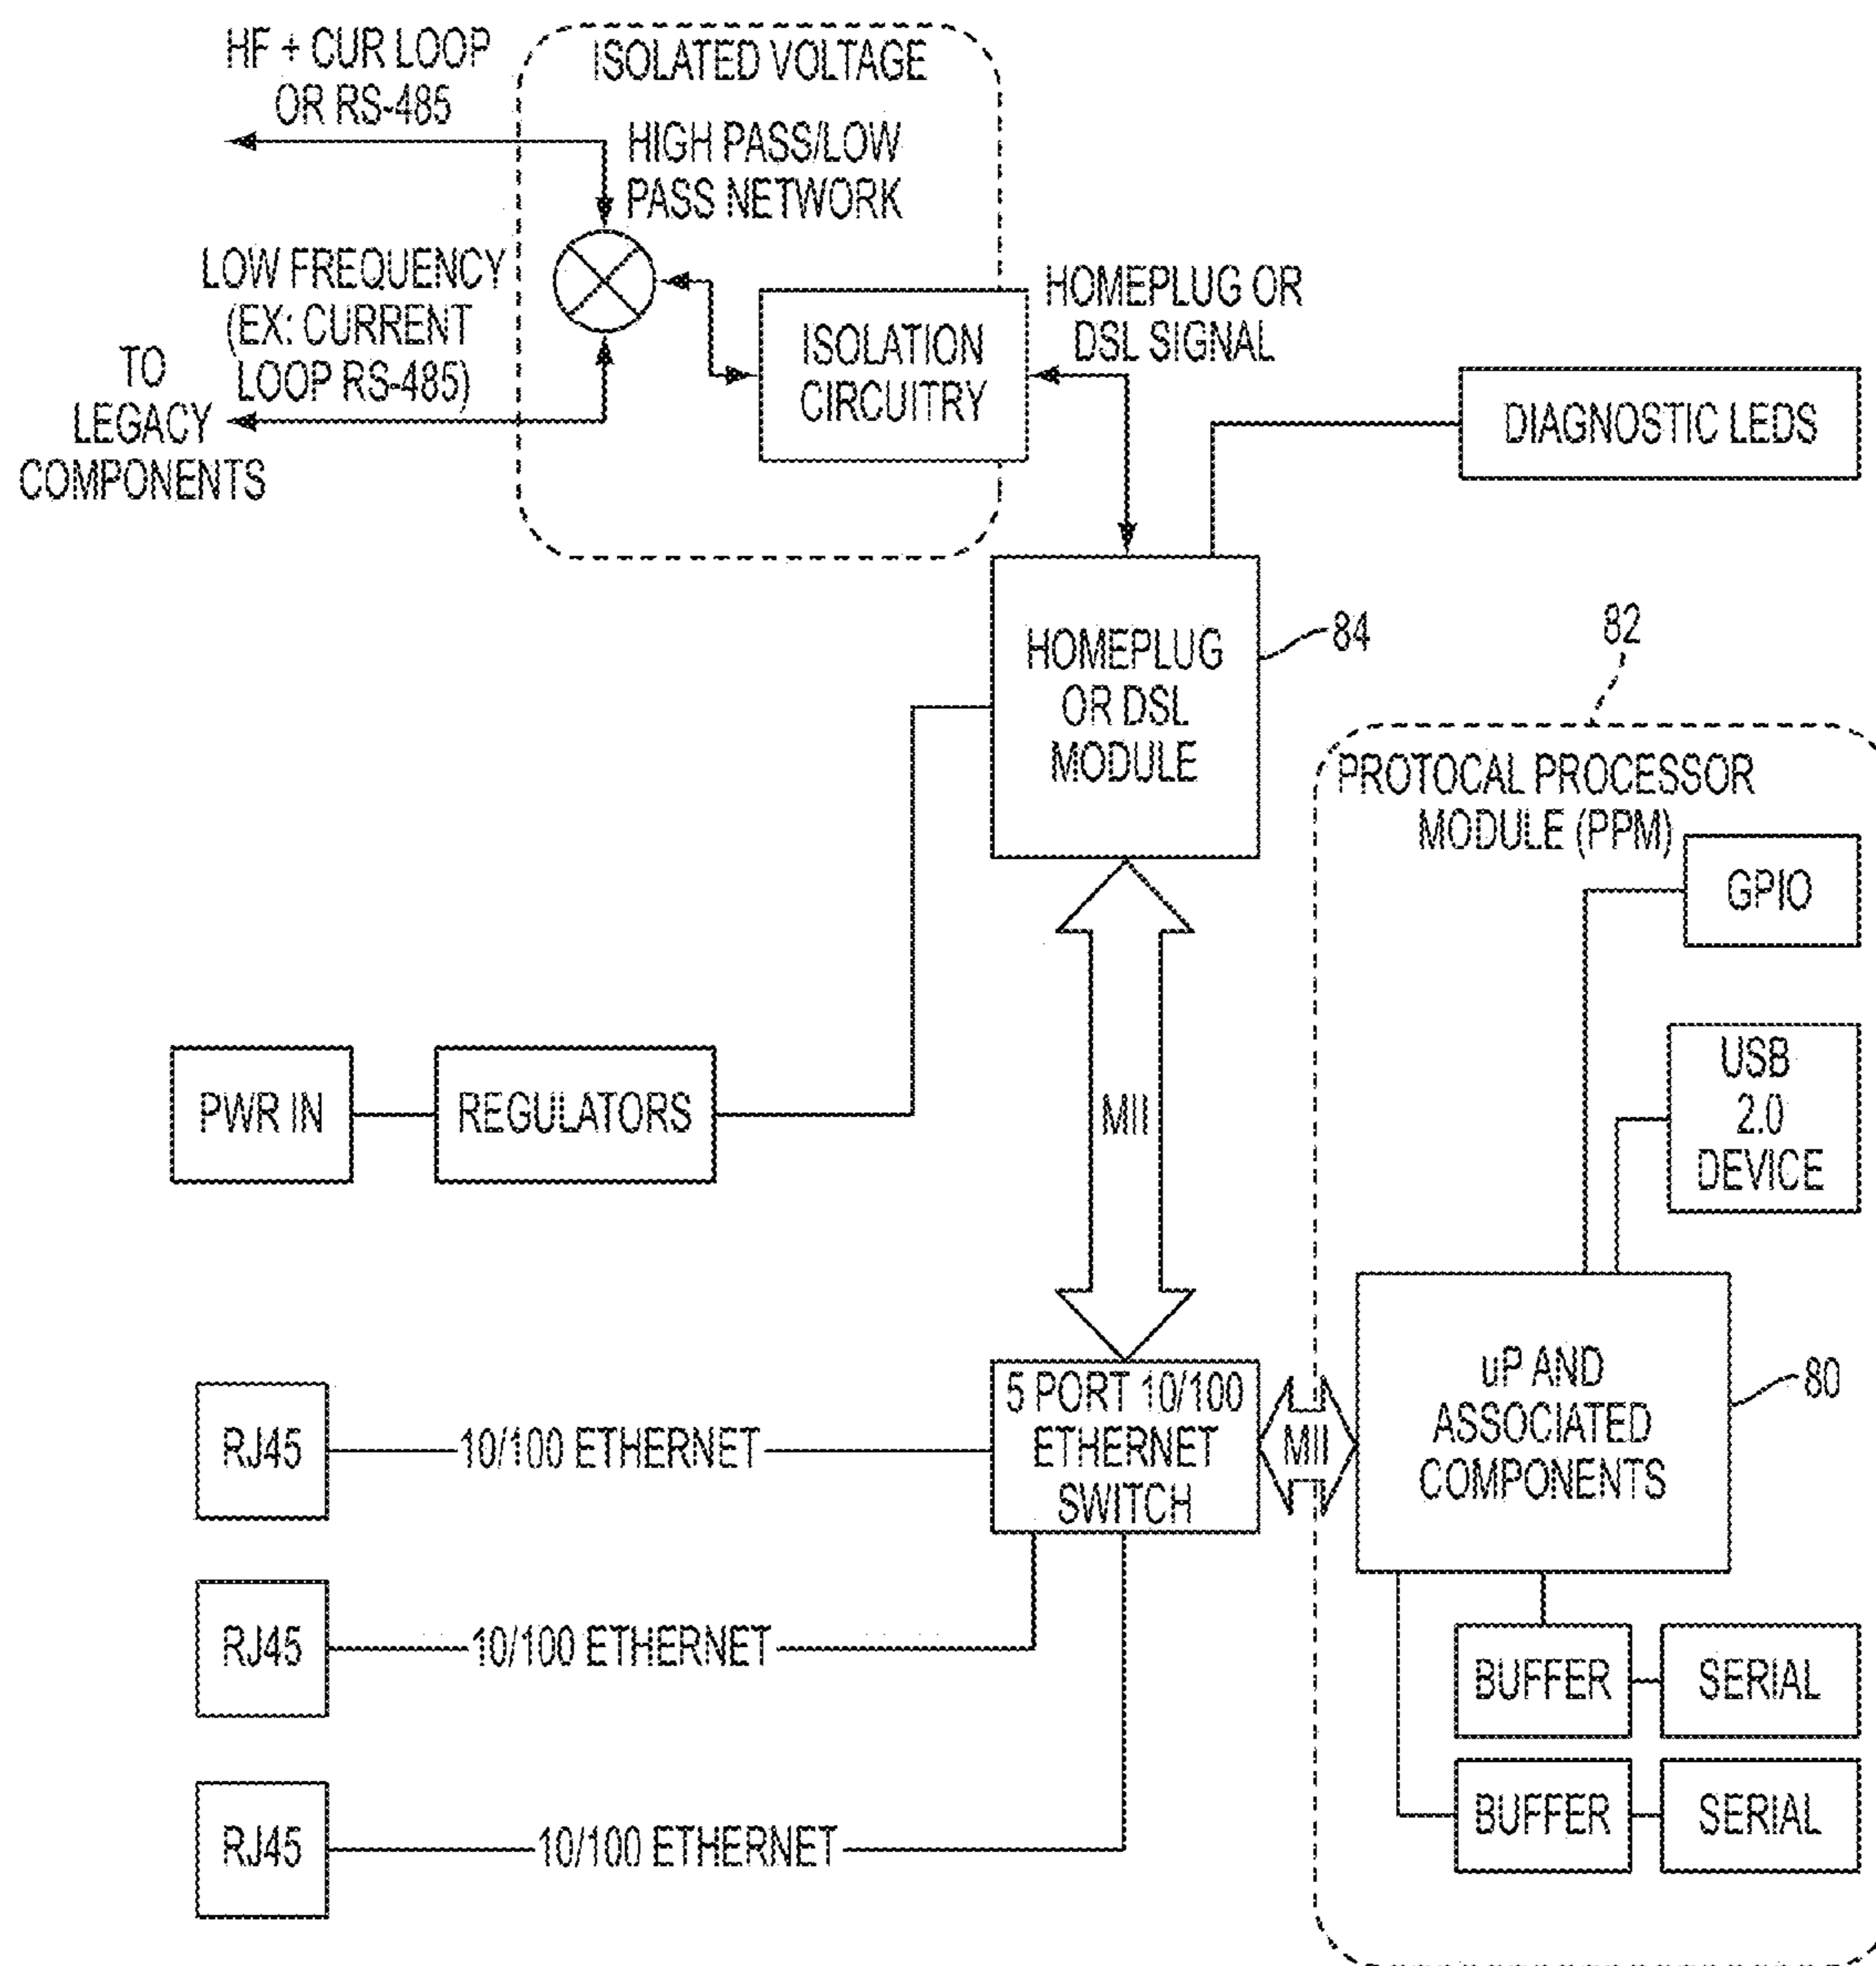 HF + CUR LOOP
OR RS-485
ISOLATED VOLTAGE
HIGH PASS/LOW
PASS NETWORK
LOW FREQUENCY
(EX: CURRENT
LOOP RS-485)
TO
LEGACY
COMPONENTS
ISOLATION
CIRCUITRY
HOMEPLUG OR
DSL SIGNAL
DIAGNOSTIC LEDS
HOMEPLUG
OR DSL
MODULE
84
82
PROTOCAL PROCESSOR
MODULE (PPM)
GPIO
USB
2.0
DEVICE
PWR IN
REGULATORS
MII
5 PORT 10/100
ETHERNET
SWITCH
MII
uP AND
ASSOCIATED
COMPONENTS
80
RJ45
10/100 ETHERNET
RJ45
10/100 ETHERNET
RJ45
10/100 ETHERNET
BUFFER
SERIAL
BUFFER
SERIAL